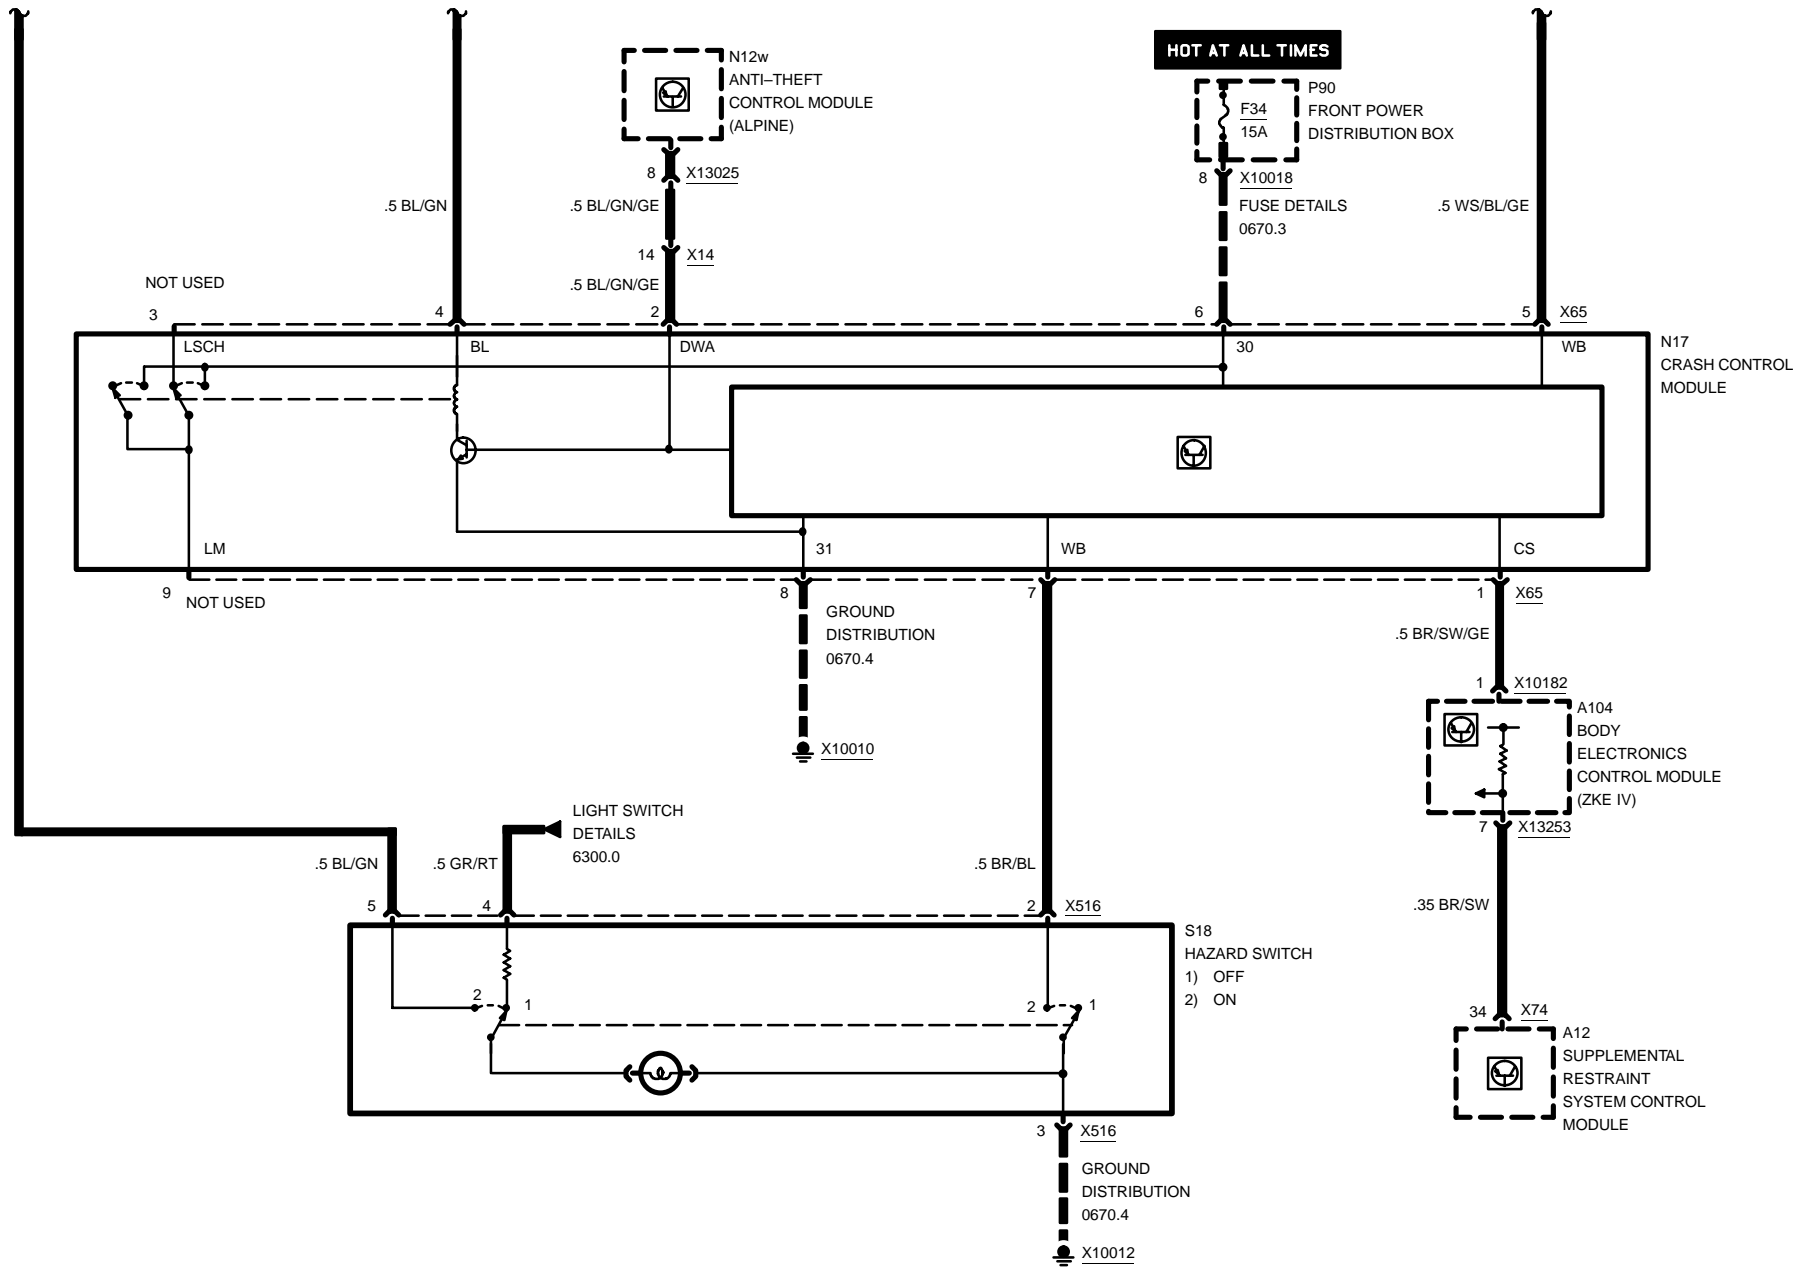 HOT AT ALL TIMES
N12w
ANTI–THEFT
CONTROL MODULE
(ALPINE)
P90
FRONT POWER
DISTRIBUTION BOX
F34
15A
8
X13025
8
X10018
.5 BL/GN
.5 BL/GN/GE
FUSE DETAILS
0670.3
.5 WS/BL/GE
14
X14
NOT USED
.5 BL/GN/GE
3
4
2
6
5
X65
LSCH
BL
DWA
30
WB
N17
CRASH CONTROL
MODULE
LM
31
WB
CS
9
NOT USED
8
7
1
X65
GROUND
DISTRIBUTION
0670.4
.5 BR/SW/GE
1
X10182
A104
BODY
ELECTRONICS
CONTROL MODULE
(ZKE IV)
X10010
LIGHT SWITCH
DETAILS
6300.0
7
X13253
.5 BL/GN
.5 GR/RT
.5 BR/BL
.35 BR/SW
5
4
2
X516
S18
HAZARD SWITCH
1) OFF
2) ON
2
1
2
1
34
X74
A12
SUPPLEMENTAL
RESTRAINT
SYSTEM CONTROL
MODULE
3
X516
GROUND
DISTRIBUTION
0670.4
X10012